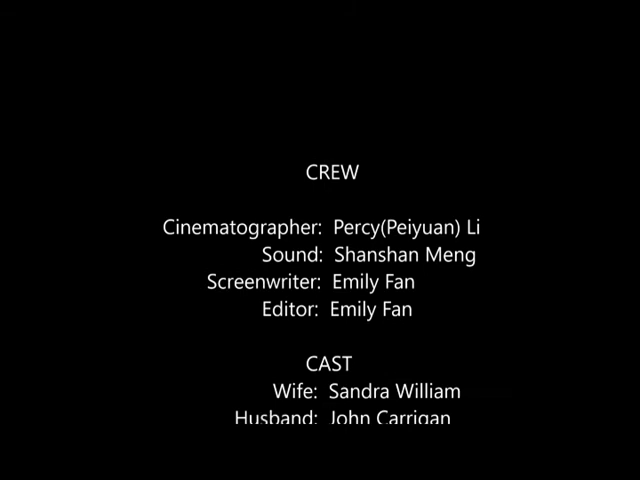 CREW
Cinematographer: Percy(Peiyuan) Li
Sound: Shanshan Meng
Screenwriter: Emily Fan
Editor: Emily Fan
CAST
Wife: Sandra William
Husband: John Carrigan